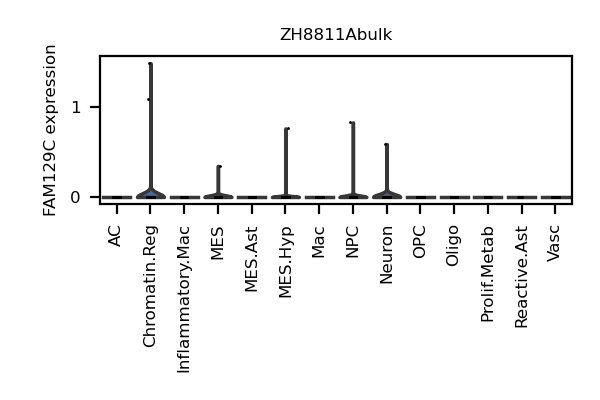 ZH8811Abulk
FAM129C expression
1
0
AC
Chromatin.Reg
Inflammatory.Mac
MES
MES.Ast
MES.Hyp
Mac
NPC
Neuron
OPC
Oligo
Prolif.Metab
Reactive.Ast
Vasc